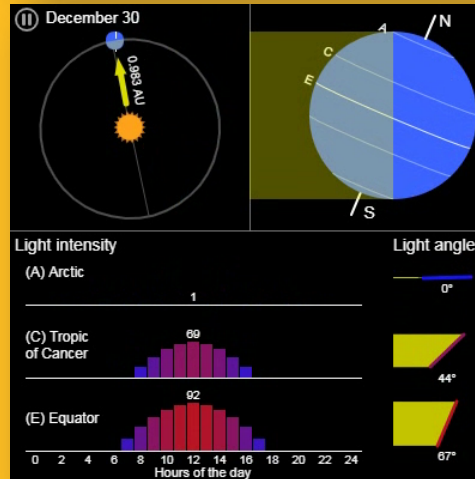 December 30
0.983 AU
A
N
C
E
S
Light intensity
Light angle
(A) Arctic
1
0°
(C) Tropic
of Cancer
69
44°
(E) Equator
92
67°
0 2 4 6 8 10 12 14 16 18 20 22 24
Hours of the day